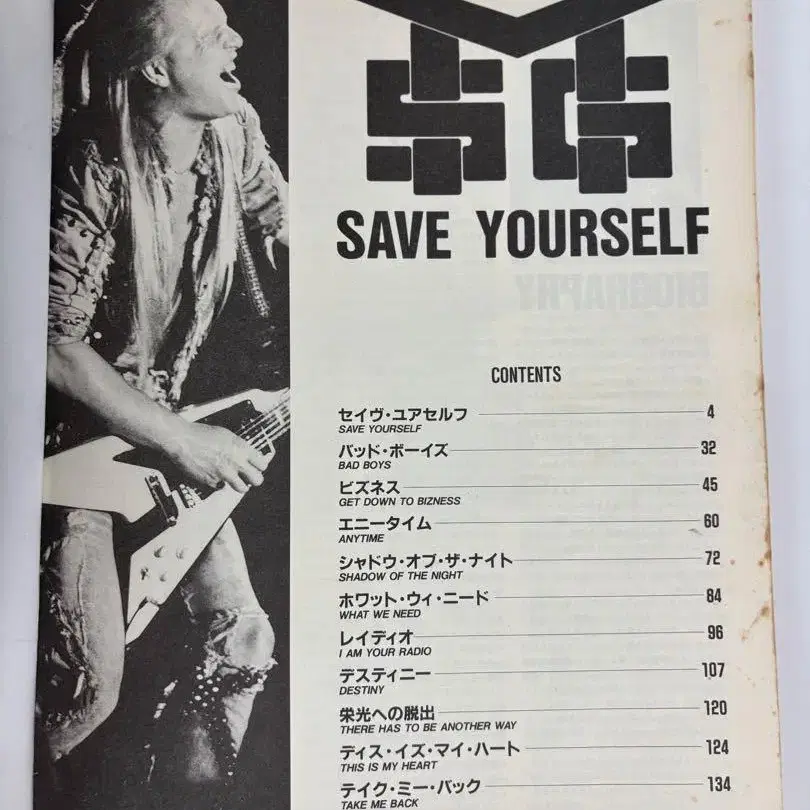 MSG
SAVE YOURSELF
BIOGRAPHY
CONTENTS
セイヴ・ユアセルフ 4
SAVE YOURSELF
バッド・ボーイズ 32
BAD BOYS
ビズネス 45
GET DOWN TO BIZNESS
エニータイム 60
ANYTIME
シャドウ・オブ・ザ・ナイト 72
SHADOW OF THE NIGHT
ホワット・ウィ・ニード 84
WHAT WE NEED
レイディオ 96
I AM YOUR RADIO
デスティニー 107
DESTINY
栄光への脱出 120
THERE HAS TO BE ANOTHER WAY
ディス・イズ・マイ・ハート 124
THIS IS MY HEART
テイク・ミー・バック 134
TAKE ME BACK